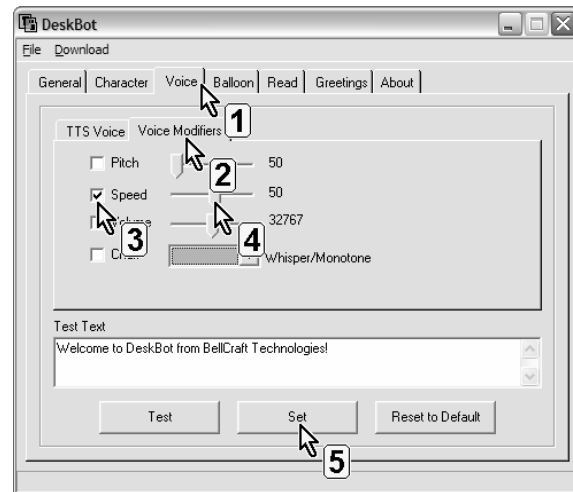 DeskBot
File Download
General Character Voice Balloon Read Greetings About
1
TTS Voice Voice Modifiers
Pitch 50
2
Speed 50
32767
3 4
Whisper/Monotone
Test Text
Welcome to DeskBot from BellCraft Technologies!
Test Set Reset to Default
5